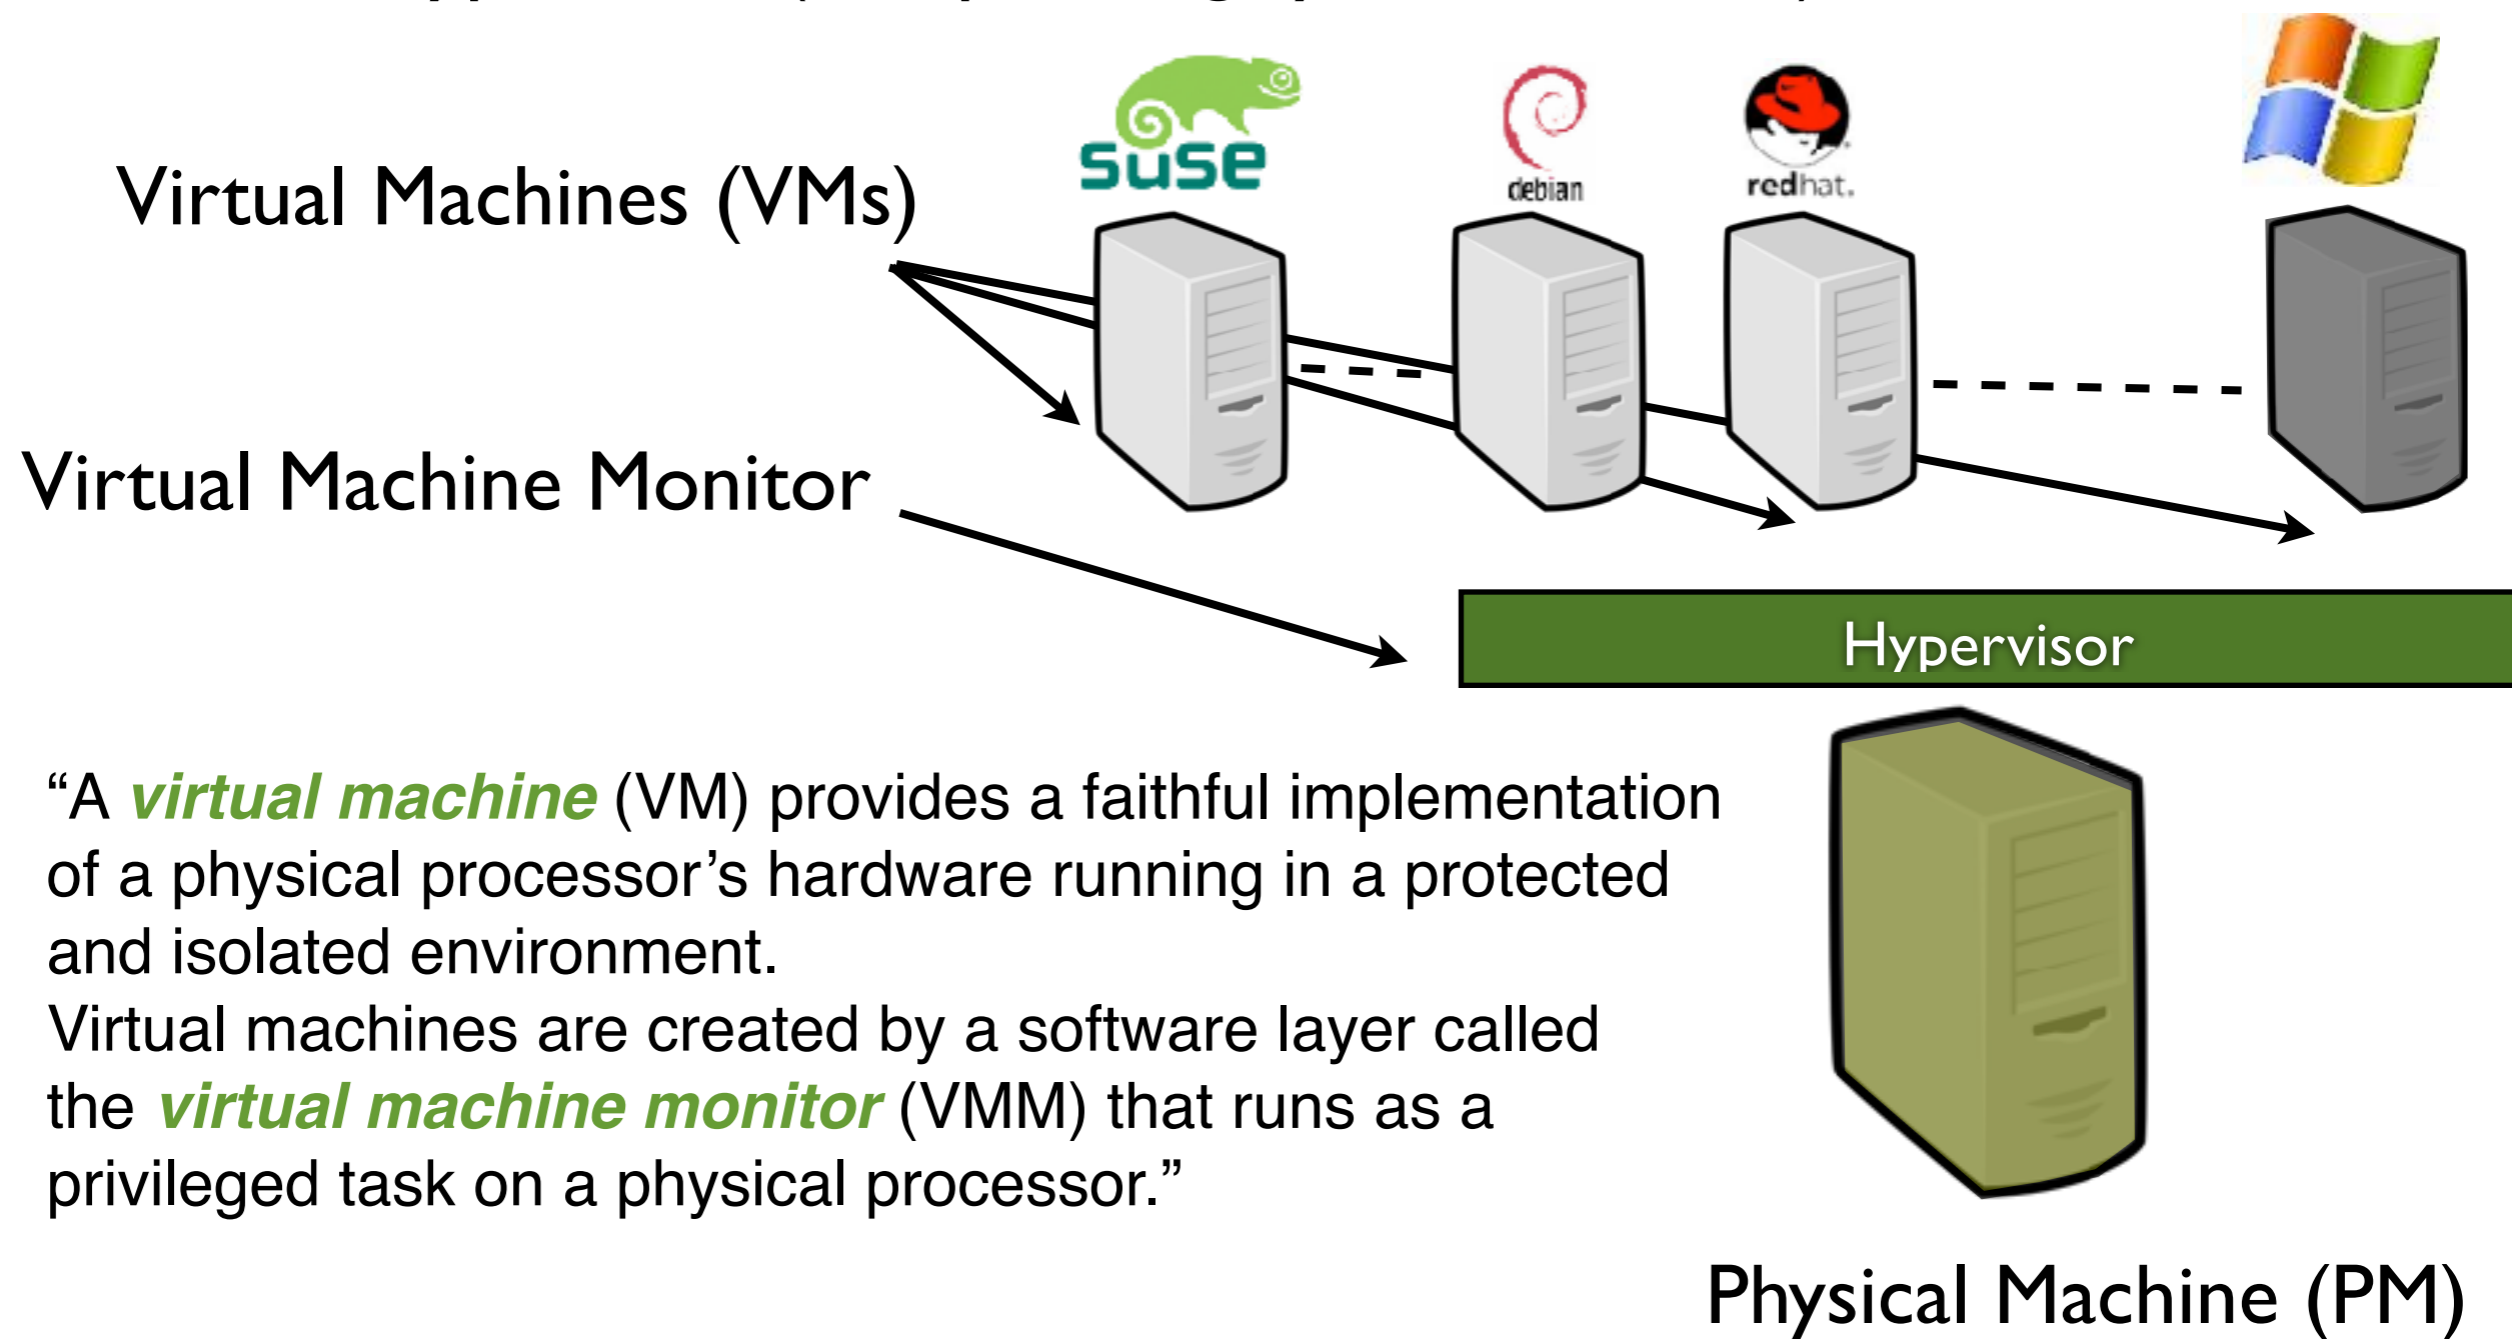 suse
debian
redhat.
Virtual Machines (VMs)
Virtual Machine Monitor
Hypervisor
“A virtual machine (VM) provides a faithful implementation
of a physical processor’s hardware running in a protected
and isolated environment.
Virtual machines are created by a software layer called
the virtual machine monitor (VMM) that runs as a
privileged task on a physical processor.”
Physical Machine (PM)